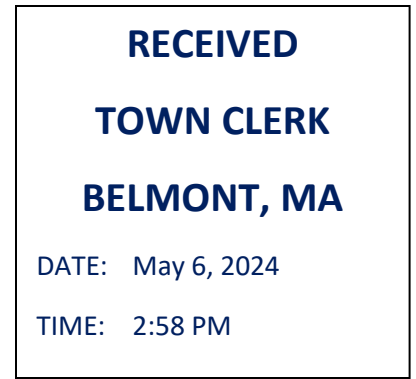 RECEIVED
TOWN CLERK
BELMONT, MA
DATE: May 6, 2024
TIME: 2:58 PM